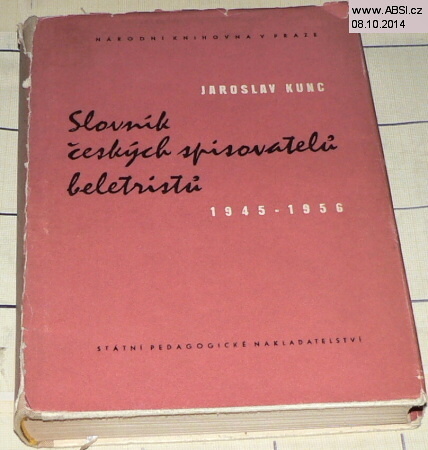 www.ABSI.cz
08.10.2014
NÁRODNÍ KNIHOVNA V PRAZE
JAROSLAV KUNC
Slovník
českých spisovatelů
beletristů
1945-1956
STÁTNÍ PEDAGOGICKÉ NAKLADATELSTVÍ